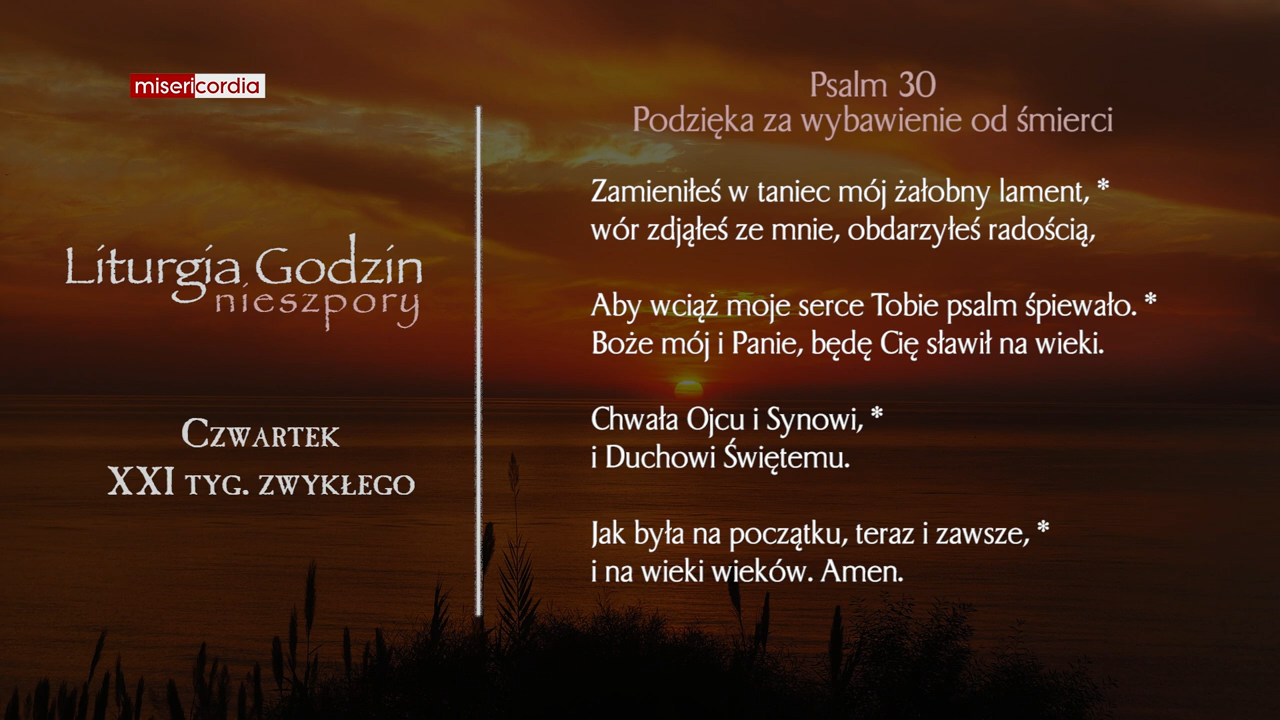 misericordia
Liturgia Godzin
nieszpory
Czwartek
XXI tyg. zwykłego
Psalm 30
Podzięka za wybawienie od śmierci
Zamieniłeś w taniec mój żałobny lament, *
wór zdjąłeś ze mnie, obdarzyłeś radością,
Aby wciąż moje serce Tobie psalm śpiewało. *
Boże mój i Panie, będę Cię sławił na wieki.
Chwała Ojcu i Synowi, *
i Duchowi Świętemu.
Jak była na początku, teraz i zawsze, *
i na wieki wieków. Amen.